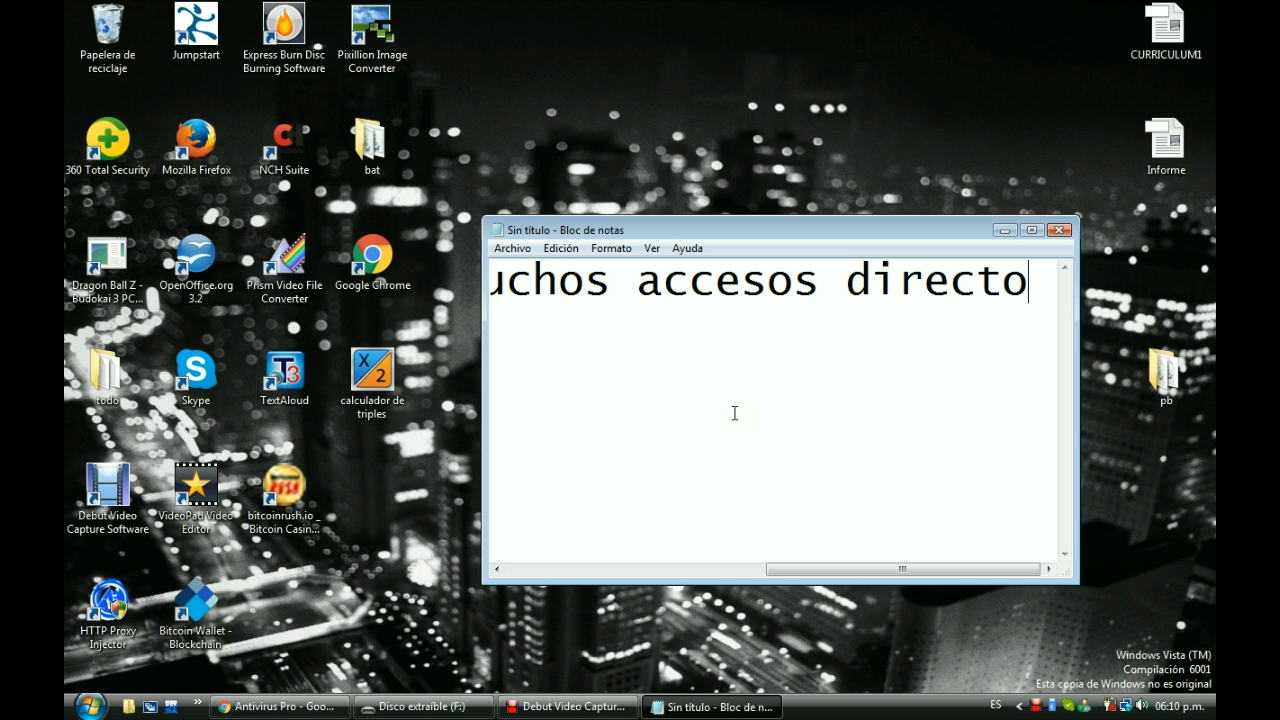 Papelera de
reciclaje
Jumpstart
Express Burn Disc
Burning Software
Pixillion Image
Converter
CURRICULUM1
360 Total Security
Mozilla Firefox
NCH Suite
bat
Informe
Dragon Ball Z -
Budokai 3 PC...
OpenOffice.org
3.2
Prism Video File
Converter
Google Chrome
todo
Skype
TextAloud
calculador de
triples
pb
Debut Video
Capture Software
VideoPad Video
Editor
bitcoinrush.io _
Bitcoin Casin...
HTTP Proxy
Injector
Bitcoin Wallet -
Blockchain
Sin título - Bloc de notas
Archivo Edición Formato Ver Ayuda
uchos accesos directo
Windows Vista (TM)
Compilación 6001
Esta copia de Windows no es original
Antivirus Pro - Goo...
Disco extraíble (F:)
Debut Video Captur...
Sin título - Bloc de n...
ES
06:10 p.m.